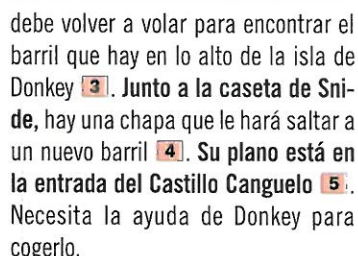 debe volver a volar para encontrar el
barril que hay en lo alto de la isla de
Donkey 3. Junto a la caseta de Sni-
de, hay una chapa que le hará saltar a
un nuevo barril 4. Su plano está en
la entrada del Castillo Canguelo 5.
Necesita la ayuda de Donkey para
cogerlo.